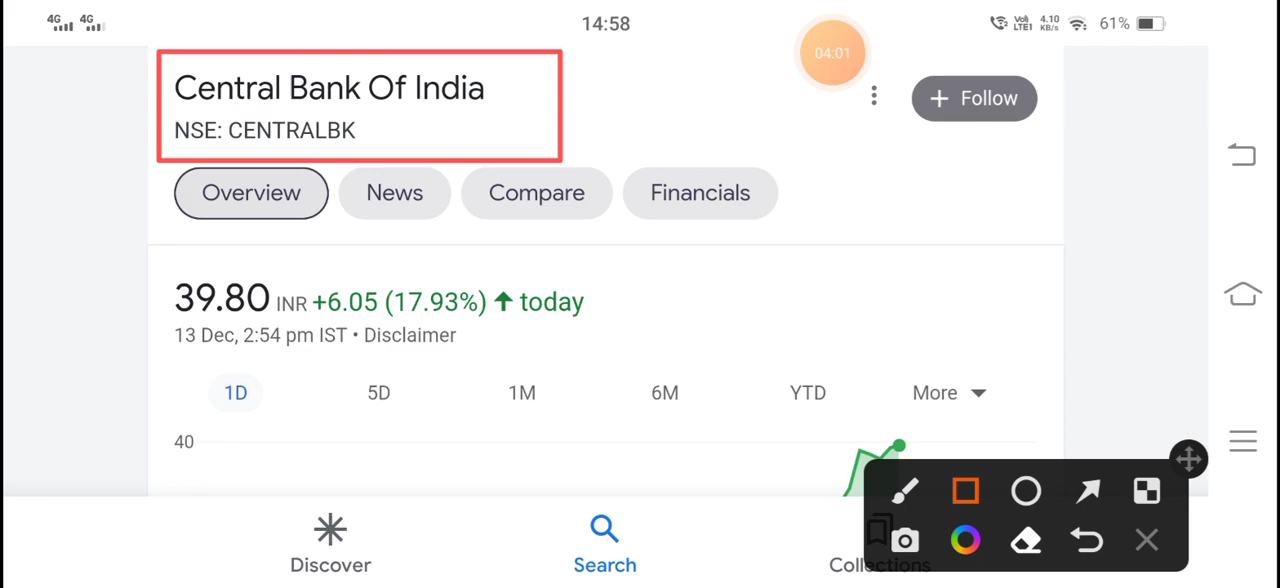 4G 4G 14:58 VoI) LTE1 4.10 KB/s 61%
04:01
Central Bank Of India
NSE: CENTRALBK
+ Follow
Overview News Compare Financials
39.80 INR +6.05 (17.93%) ↑ today
13 Dec, 2:54 pm IST • Disclaimer
1D 5D 1M 6M YTD More
40
Discover Search Collections